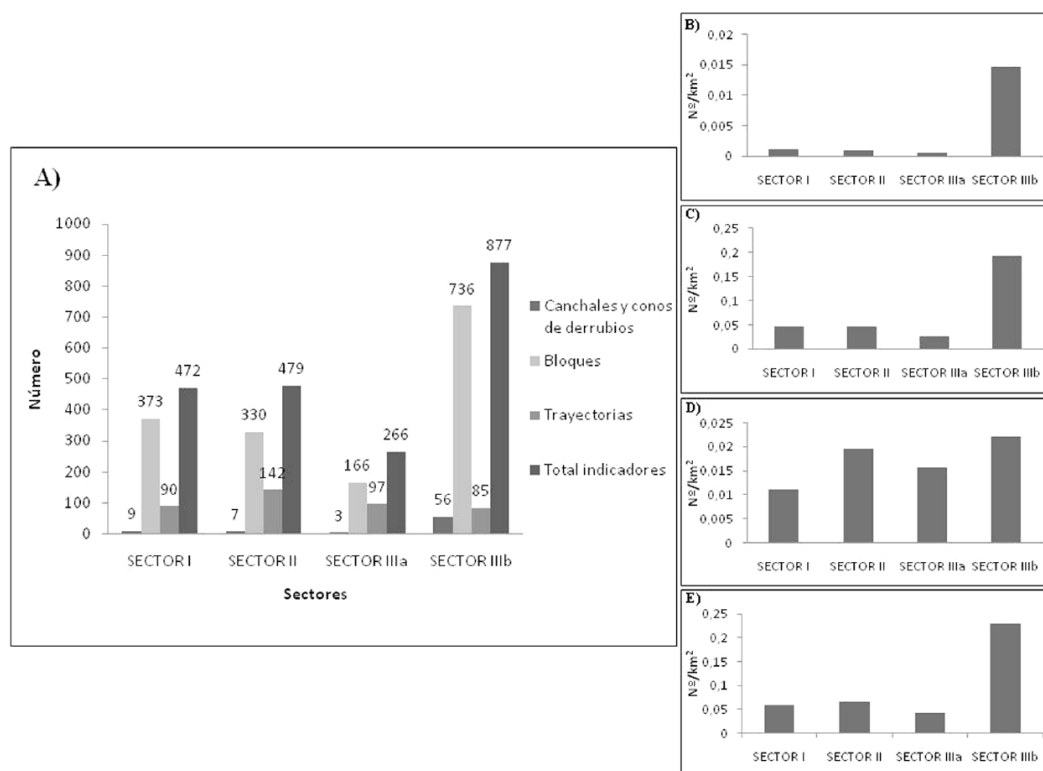 A)
1000
900
800
700
600
500
400
300
200
100
0
Número
9
373
90
472
7
330
142
479
3
166
97
266
56
736
85
877
SECTOR I SECTOR II SECTOR IIIa SECTOR IIIb
Sectores
Canchales y conos
de derrubios
Bloques
Trayectorias
Total indicadores
B)
Nº/km²
0,02
0,015
0,01
0,005
0
SECTOR I SECTOR II SECTOR IIIa SECTOR IIIb
C)
Nº/km²
0,25
0,2
0,15
0,1
0,05
0
SECTOR I SECTOR II SECTOR IIIa SECTOR IIIb
D)
Nº/km²
0,025
0,02
0,015
0,01
0,005
0
SECTOR I SECTOR II SECTOR IIIa SECTOR IIIb
E)
Nº/km²
0,25
0,2
0,15
0,1
0,05
0
SECTOR I SECTOR II SECTOR IIIa SECTOR IIIb